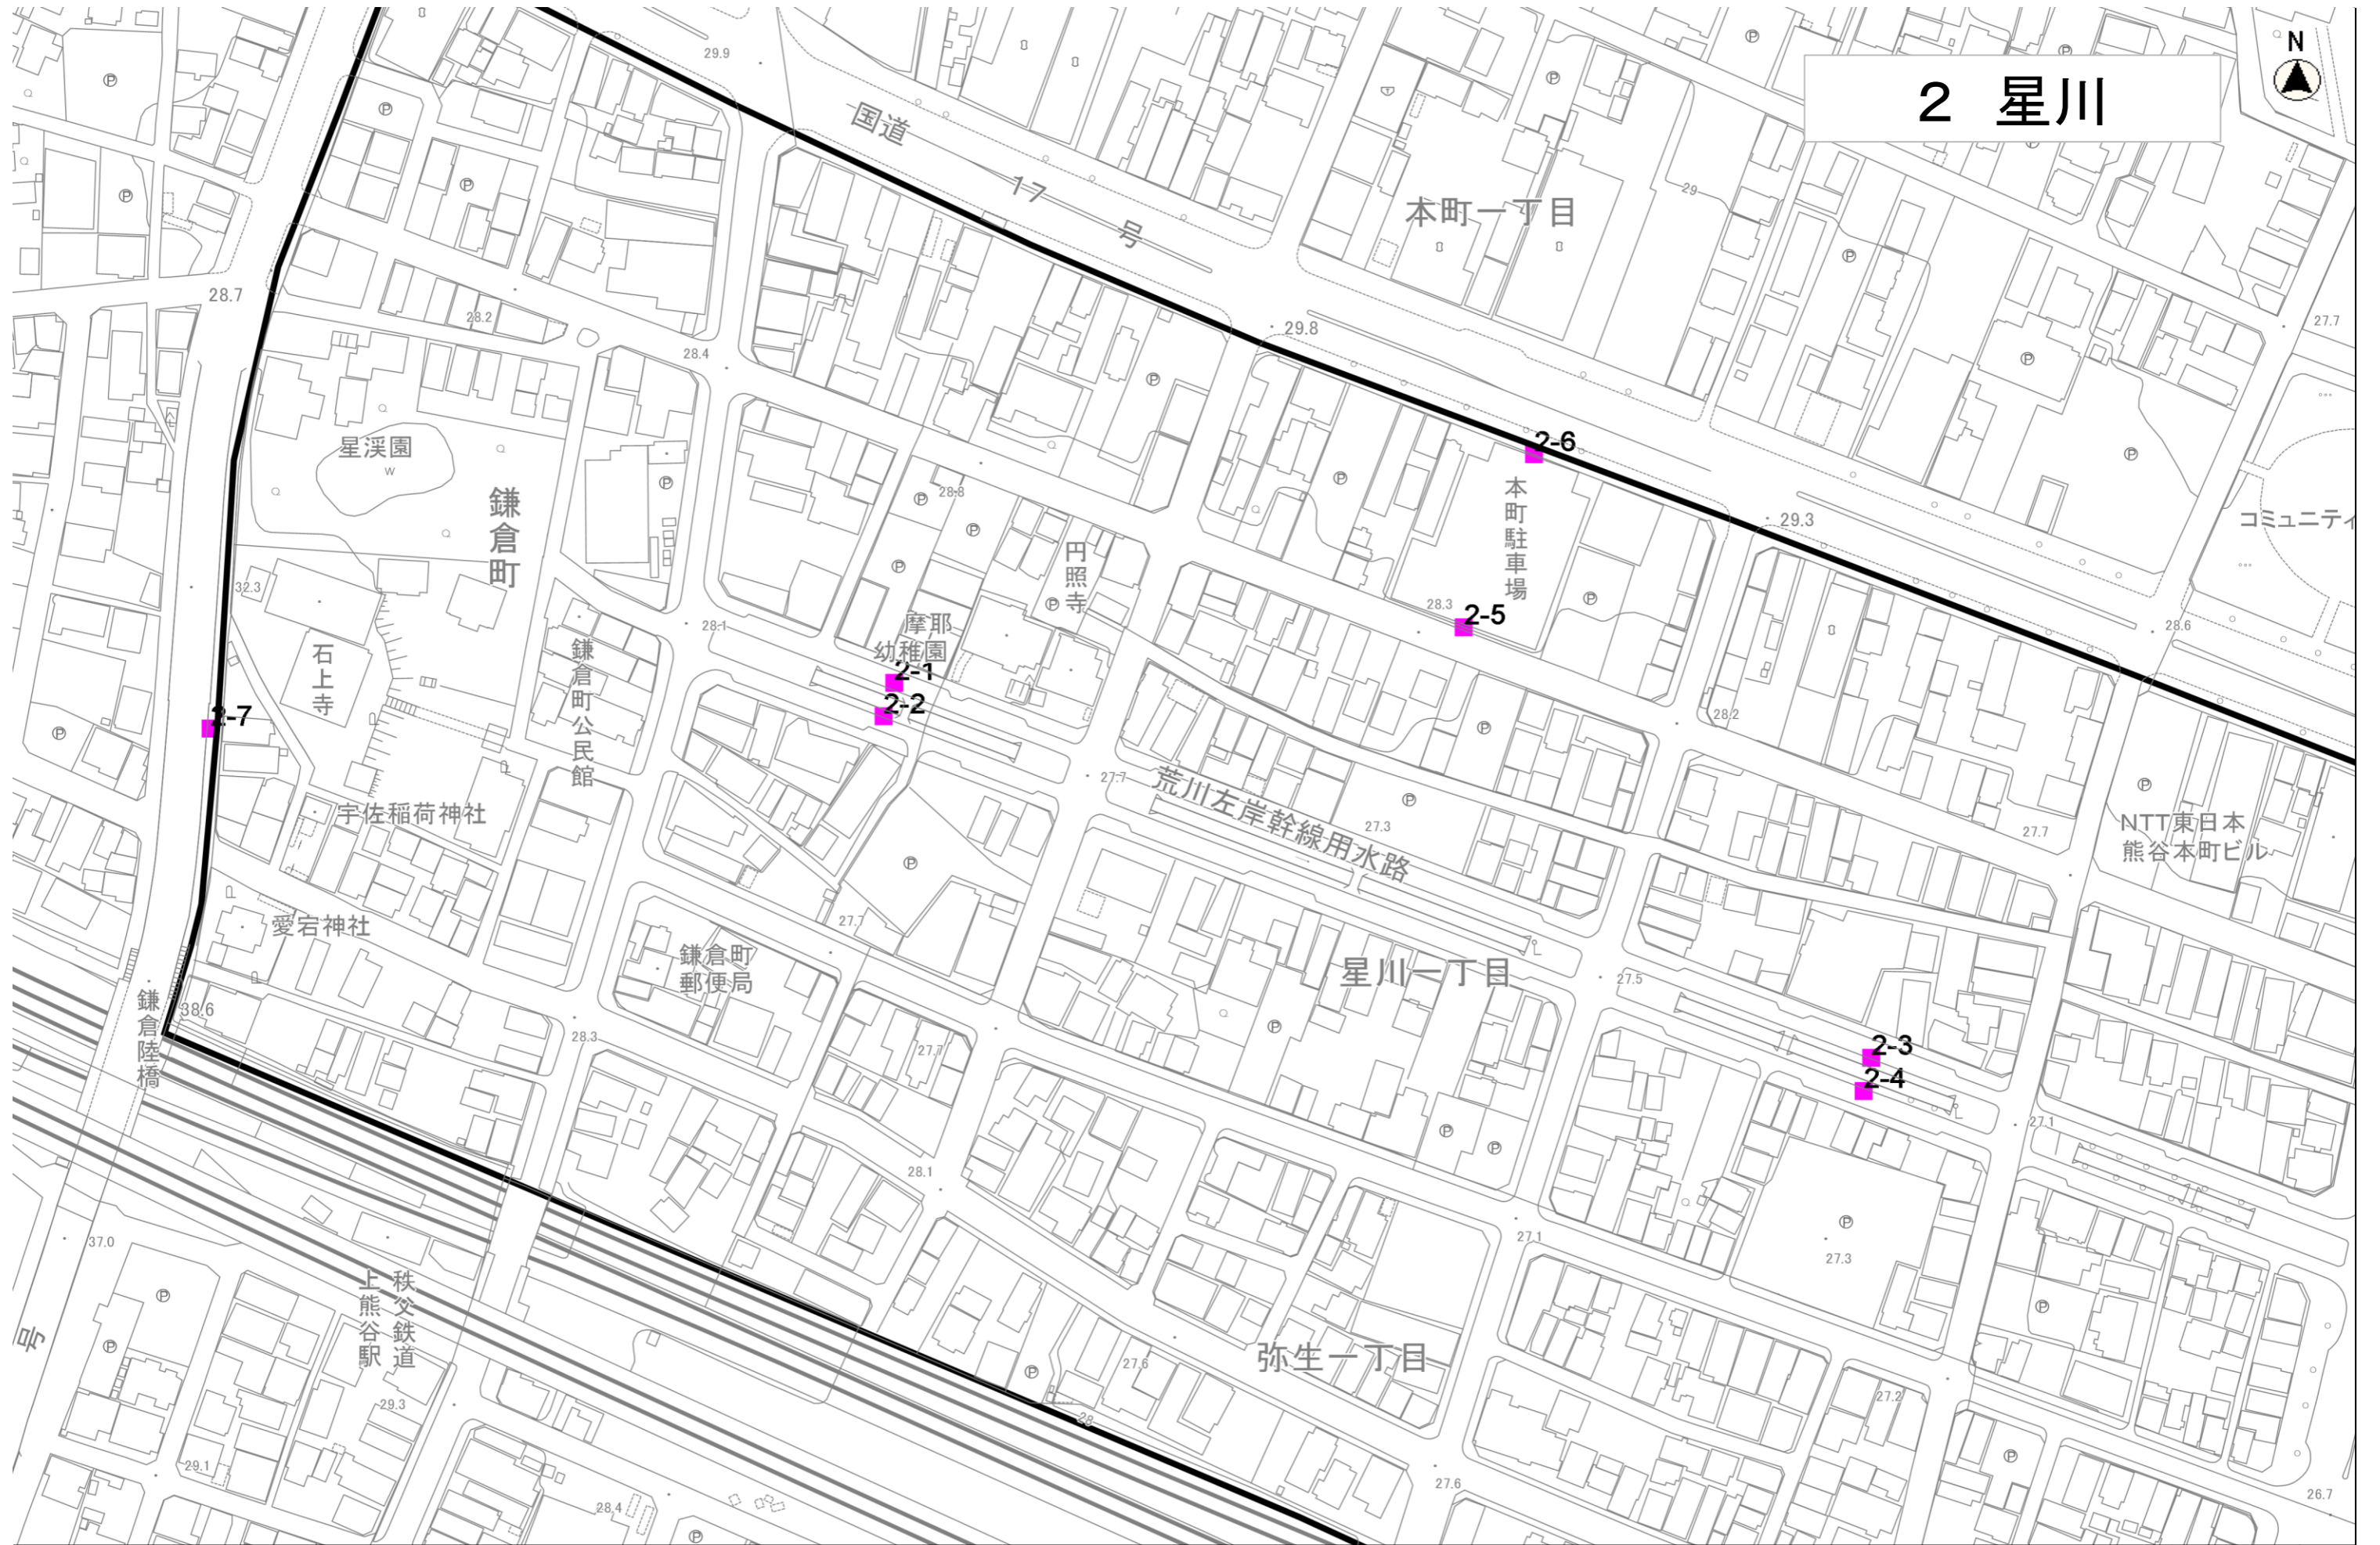 N
2 星川
29.9
国道
17
号
本町一丁目
29
28.7
28.2
28.4
29.8
27.7
星渓園
W
鎌倉町
28.8
2-6
本町駐車場
29.3
コミュニティ
円照寺
32.3
28.1
摩耶
幼稚園
2-1
2-2
28.3
2-5
28.6
石上寺
鎌倉町公民館
2-7
28.2
27.7
荒川左岸幹線用水路
27.3
27.7
NTT東日本
熊谷本町ビル
宇佐稲荷神社
愛宕神社
27.7
鎌倉町
郵便局
星川一丁目
27.5
38.6
鎌倉陸橋
28.3
27.7
2-3
2-4
27.1
28.1
37.0
27.1
27.3
秩父鉄道
上熊谷駅
号
弥生一丁目
27.6
29.3
28
27.2
29.1
27.6
28.4
26.7
P